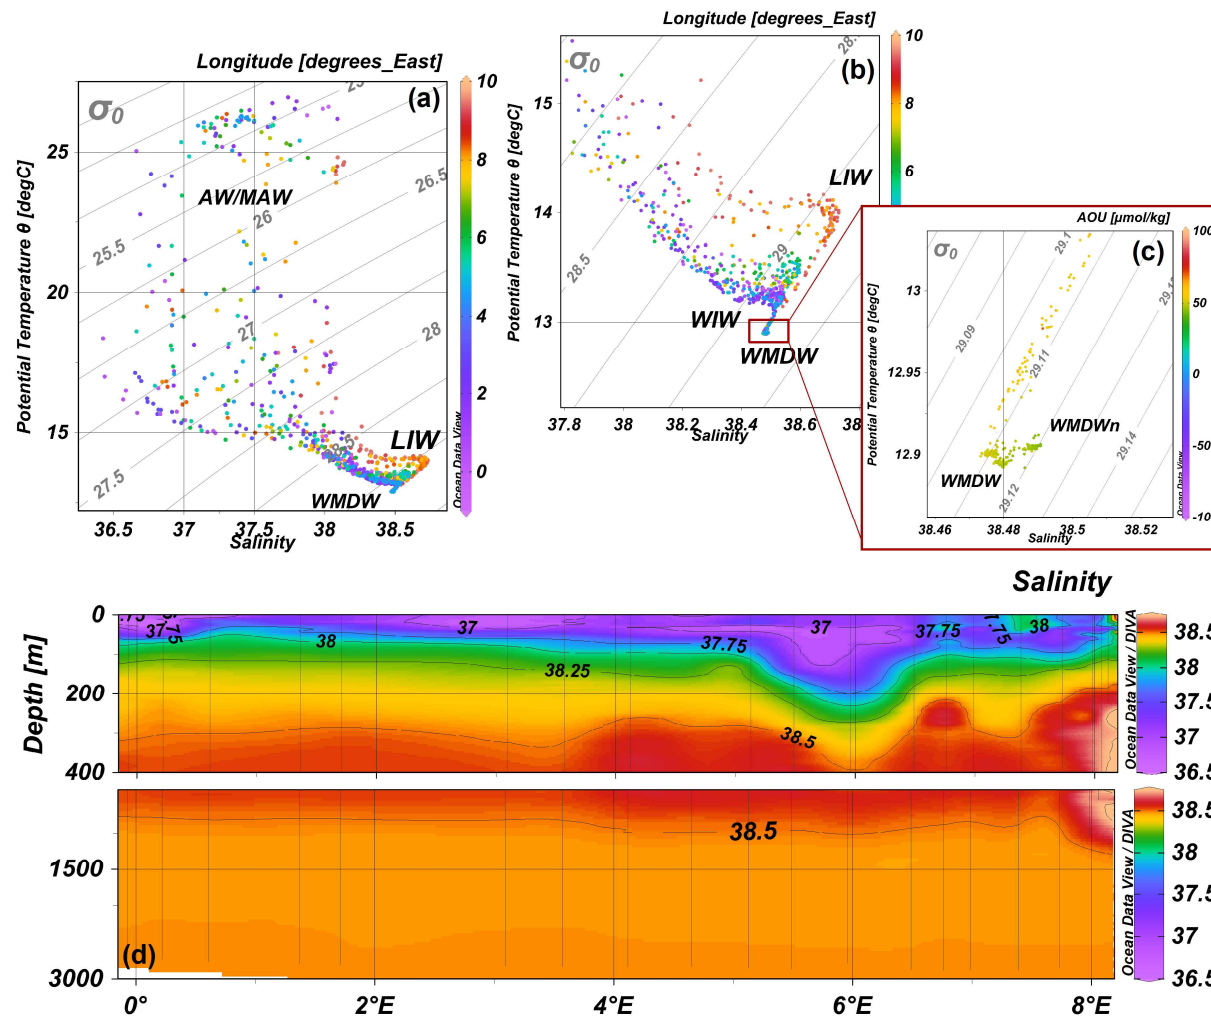 Longitude [degrees_East]
(a)
σ0
Potential Temperature θ [degC]
25
20
15
36.5
37
37.5
38
38.5
Salinity
AW/MAW
LIW
WMDW
25.5
26
26.5
27
27.5
28
10
8
6
4
2
0
Ocean Data View
Longitude [degrees_East]
(b)
σ0
Potential Temperature θ [degC]
15
14
13
37.8
38
38.2
38.4
38.6
Salinity
LIW
WIW
WMDW
28.5
29
10
8
6
AOU [µmol/kg]
(c)
σ0
Potential Temperature θ [degC]
13
12.95
12.9
38.46
38.48
38.5
38.52
Salinity
WMDWn
WMDW
29.09
29.1
29.11
29.12
29.14
100
50
0
-50
-10
Ocean Data View
Salinity
Depth [m]
0
200
400
37
37
37
37.75
37.75
38
38
38.25
38.5
Ocean Data View / DIVA
38.5
38
37.5
37
36.5
(d)
1500
3000
38.5
Ocean Data View / DIVA
38.5
38
37.5
37
36.5
0°
2°E
4°E
6°E
8°E